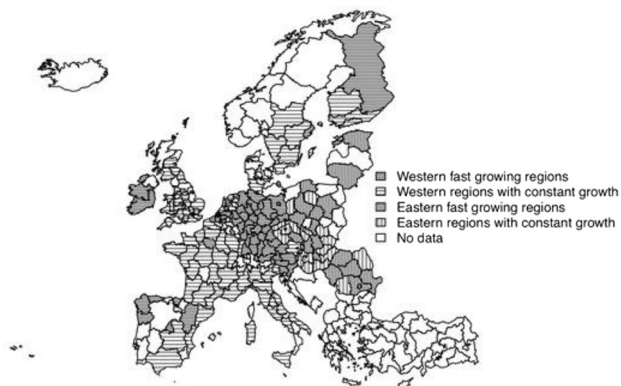 Western fast growing regions
Western regions with constant growth
Eastern fast growing regions
Eastern regions with constant growth
No data